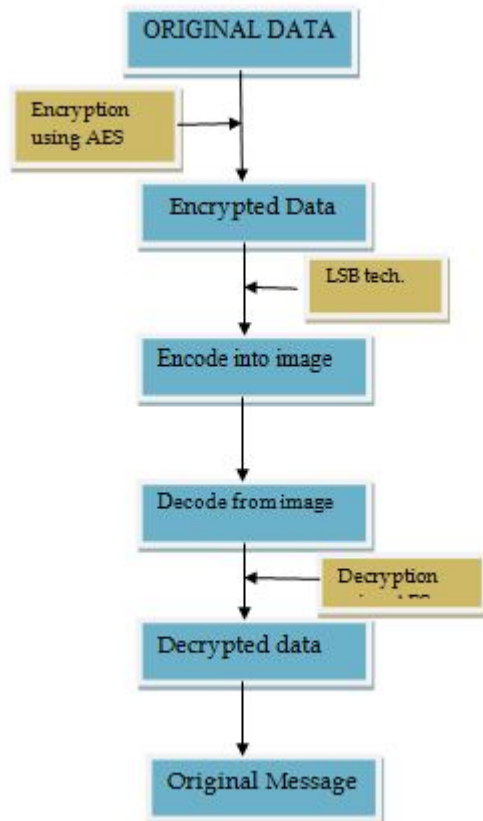 ORIGINAL DATA
Encryption
using AES
Encrypted Data
LSB tech.
Encode into image
Decode from image
Decryption
Decrypted data
Original Message